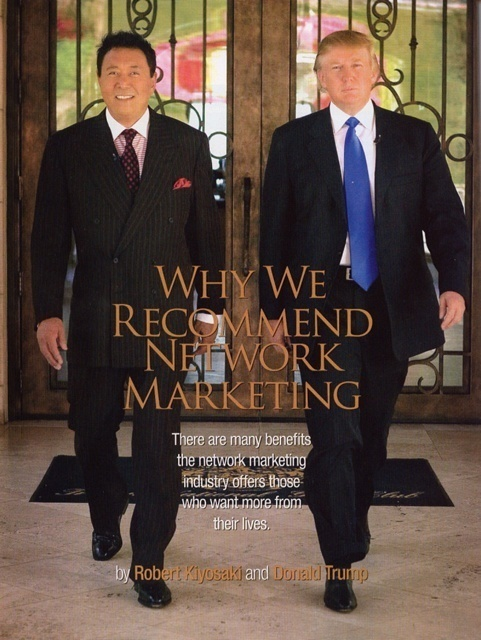 WHY WE
RECOMMEND
NETWORK
MARKETING
There are many benefits
the network marketing
industry offers those
who want more from
their lives.
by Robert Kiyosaki and Donald Trump